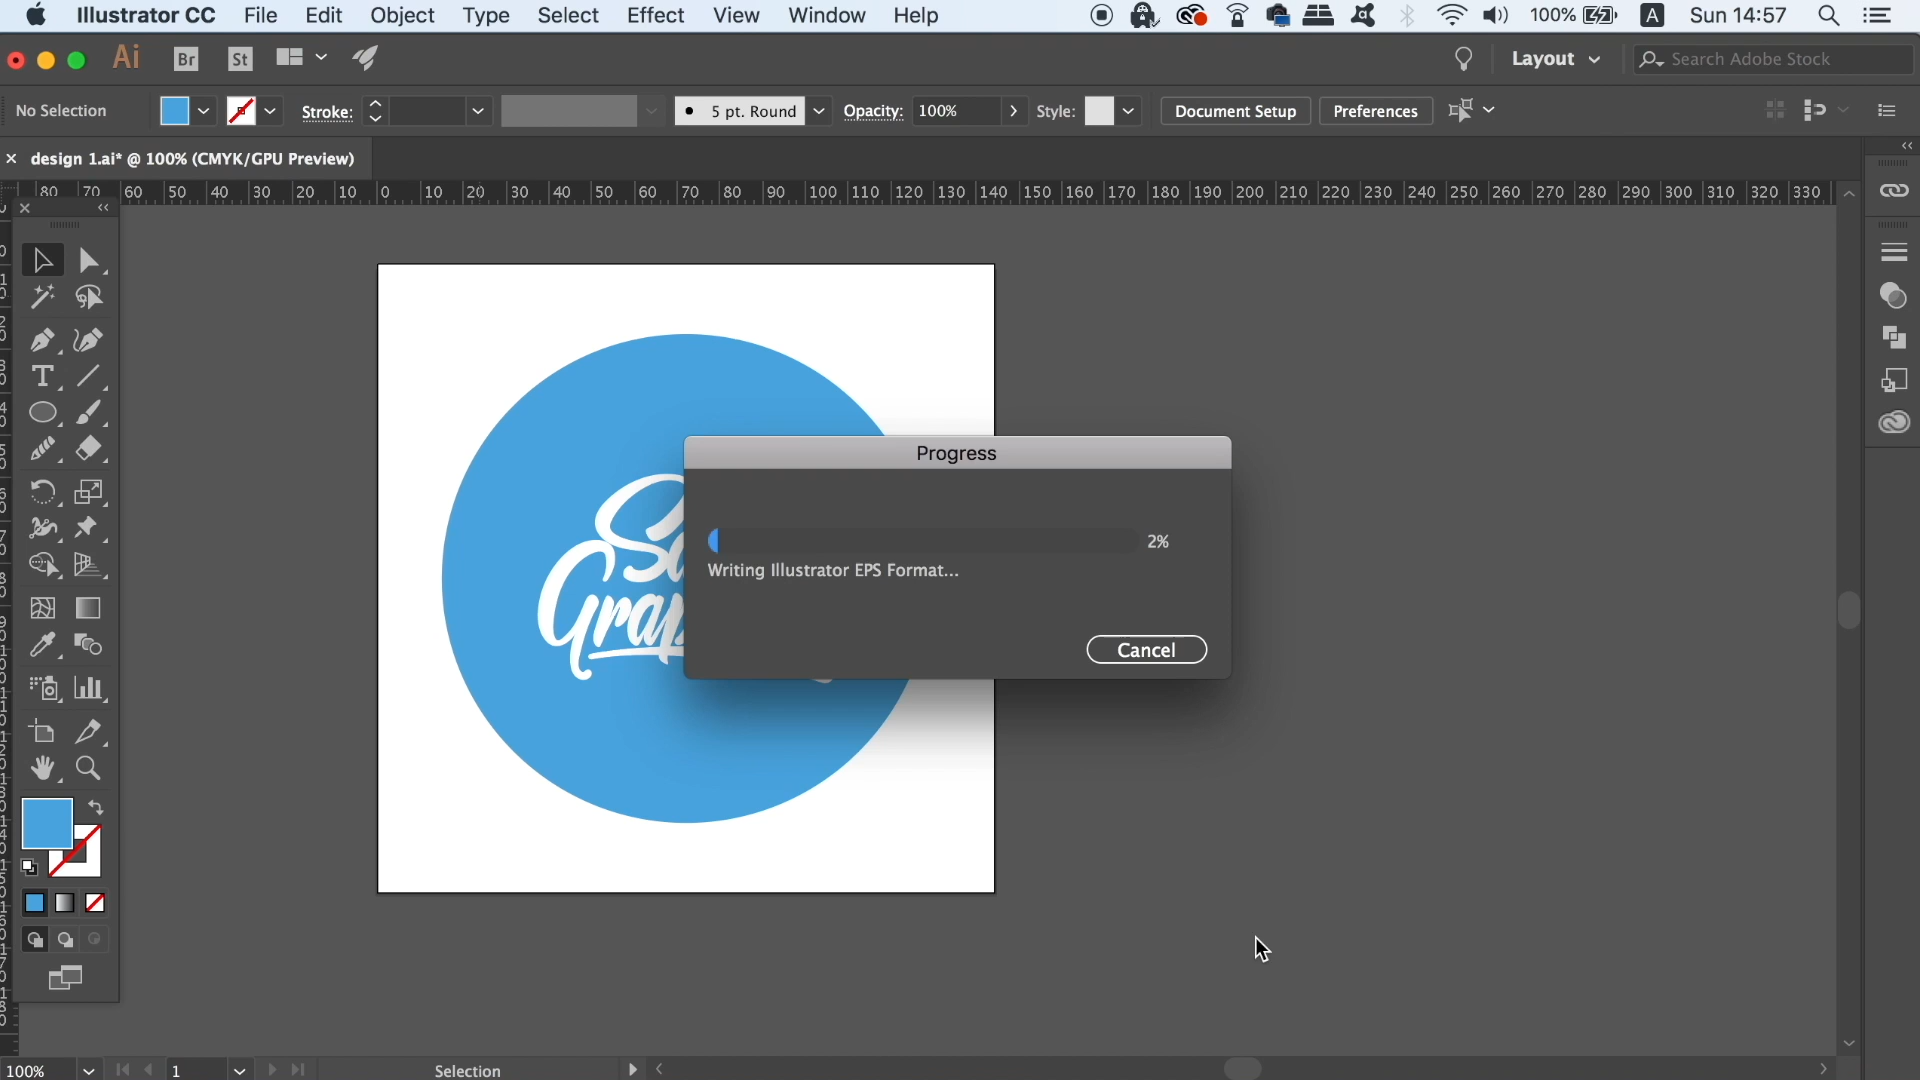 Illustrator CC File Edit Object Type Select Effect View Window Help 100% A Sun 14:57
Ai Br St Layout Search Adobe Stock
No Selection Stroke: 5 pt. Round Opacity: 100% Style: Document Setup Preferences
design 1.ai* @ 100% (CMYK/GPU Preview)
80 70 60 50 40 30 20 10 0 10 20 30 40 50 60 70 80 90 100 110 120 130 140 150 160 170 180 190 200 210 220 230 240 250 260 270 280 290 300 310 320 330
Progress
2%
Writing Illustrator EPS Format...
Cancel
100% 1 Selection